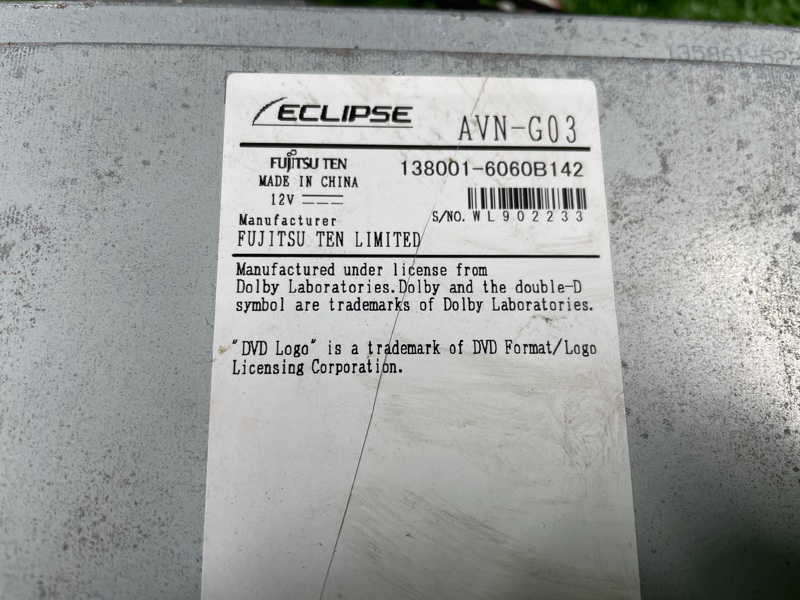 135861-522
ECLIPSE
AVN-G03
FUJITSU TEN
138001-6060B142
MADE IN CHINA
12V
S/NO. WL902233
Manufacturer
FUJITSU TEN LIMITED
Manufactured under license from
Dolby Laboratories.Dolby and the double-D
symbol are trademarks of Dolby Laboratories.
"DVD Logo" is a trademark of DVD Format/Logo
Licensing Corporation.